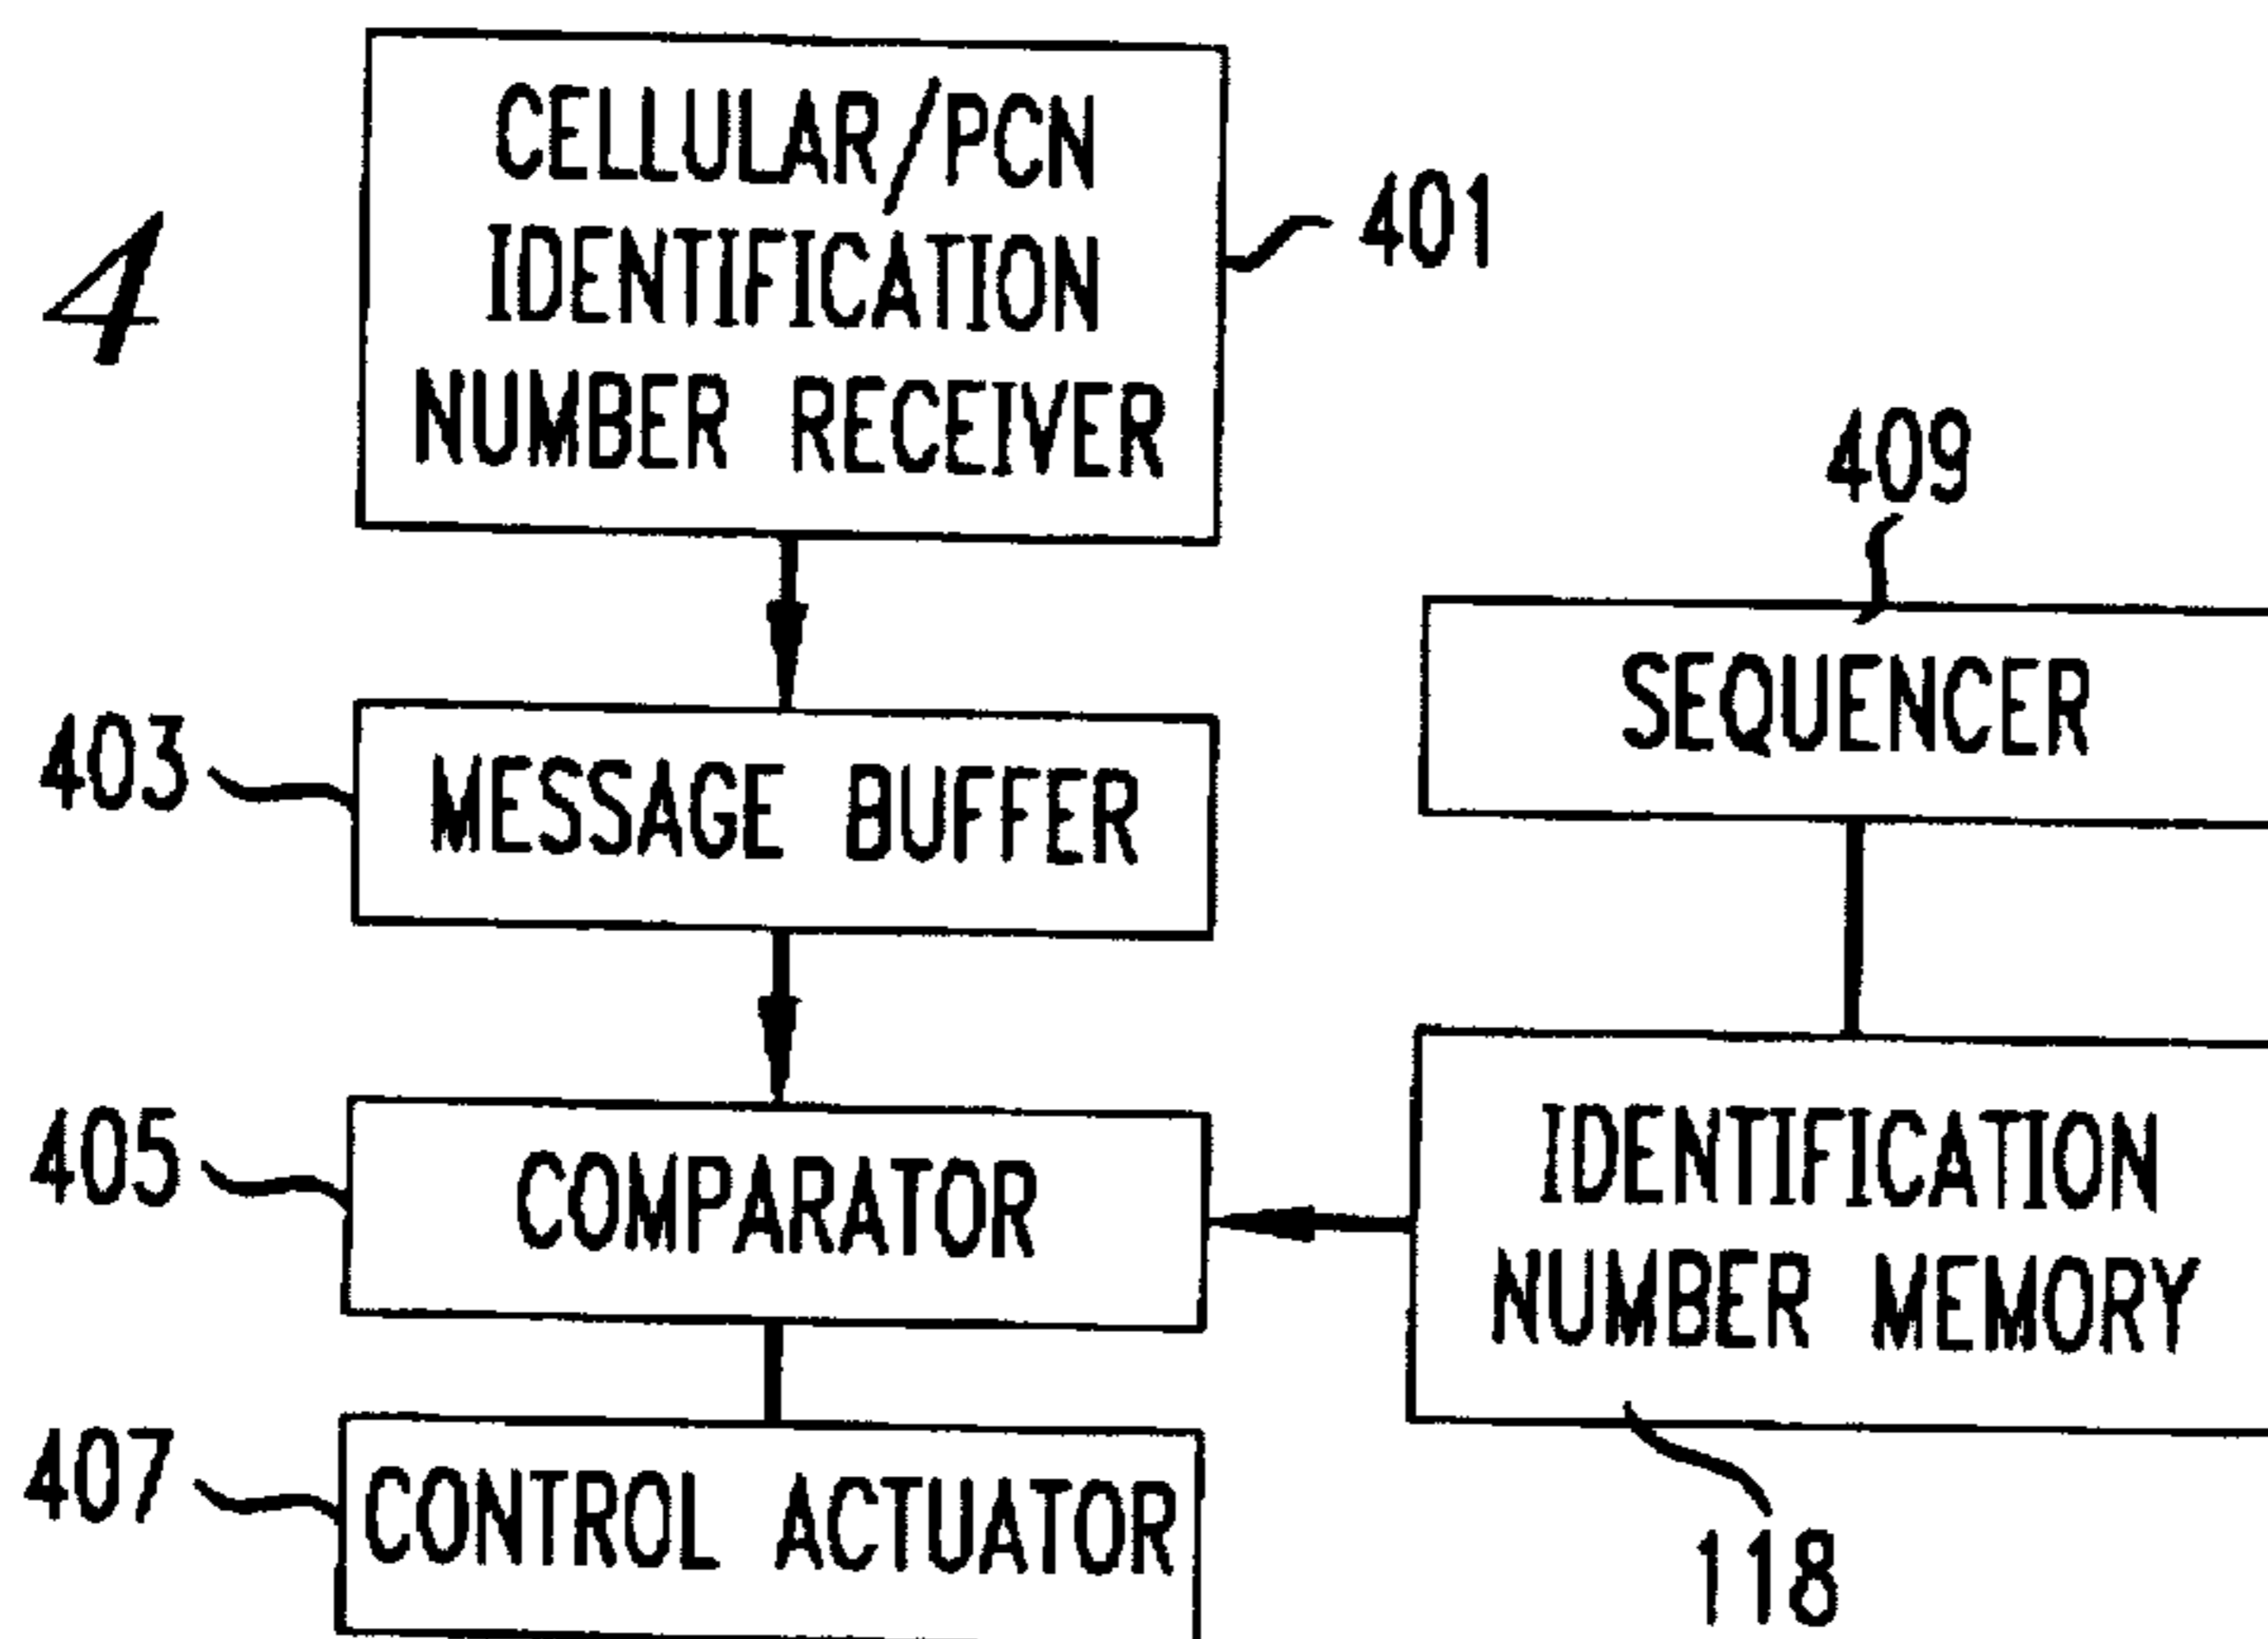 4
CELLULAR/PCN
IDENTIFICATION
NUMBER RECEIVER
401
403
MESSAGE BUFFER
405
COMPARATOR
407
CONTROL ACTUATOR
409
SEQUENCER
IDENTIFICATION
NUMBER MEMORY
118